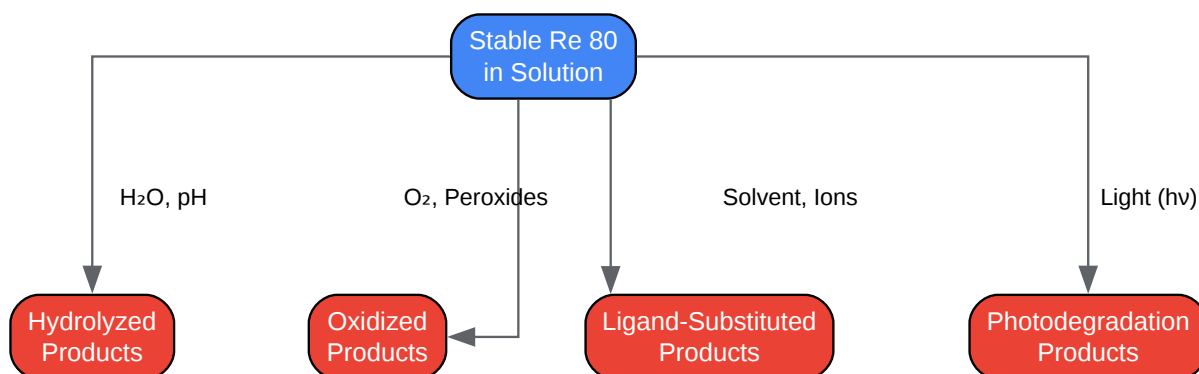 Stable Re 80
in Solution
H₂O, pH
O₂, Peroxides
Solvent, Ions
Light (hν)
Hydrolyzed
Products
Oxidized
Products
Ligand-Substituted
Products
Photodegradation
Products